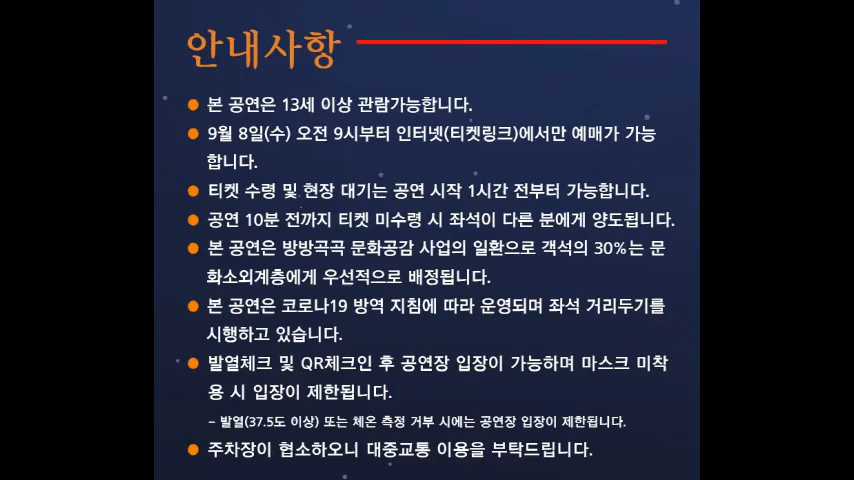 안내사항
● 본 공연은 13세 이상 관람가능합니다.
● 9월 8일(수) 오전 9시부터 인터넷(티켓링크)에서만 예매가 가능
합니다.
● 티켓 수령 및 현장 대기는 공연 시작 1시간 전부터 가능합니다.
● 공연 10분 전까지 티켓 미수령 시 좌석이 다른 분에게 양도됩니다.
● 본 공연은 방방곡곡 문화공감 사업의 일환으로 객석의 30%는 문
화소외계층에게 우선적으로 배정됩니다.
● 본 공연은 코로나19 방역 지침에 따라 운영되며 좌석 거리두기를
시행하고 있습니다.
● 발열체크 및 QR체크인 후 공연장 입장이 가능하며 마스크 미착
용 시 입장이 제한됩니다.
- 발열(37.5도 이상) 또는 체온 측정 거부 시에는 공연장 입장이 제한됩니다.
● 주차장이 협소하오니 대중교통 이용을 부탁드립니다.